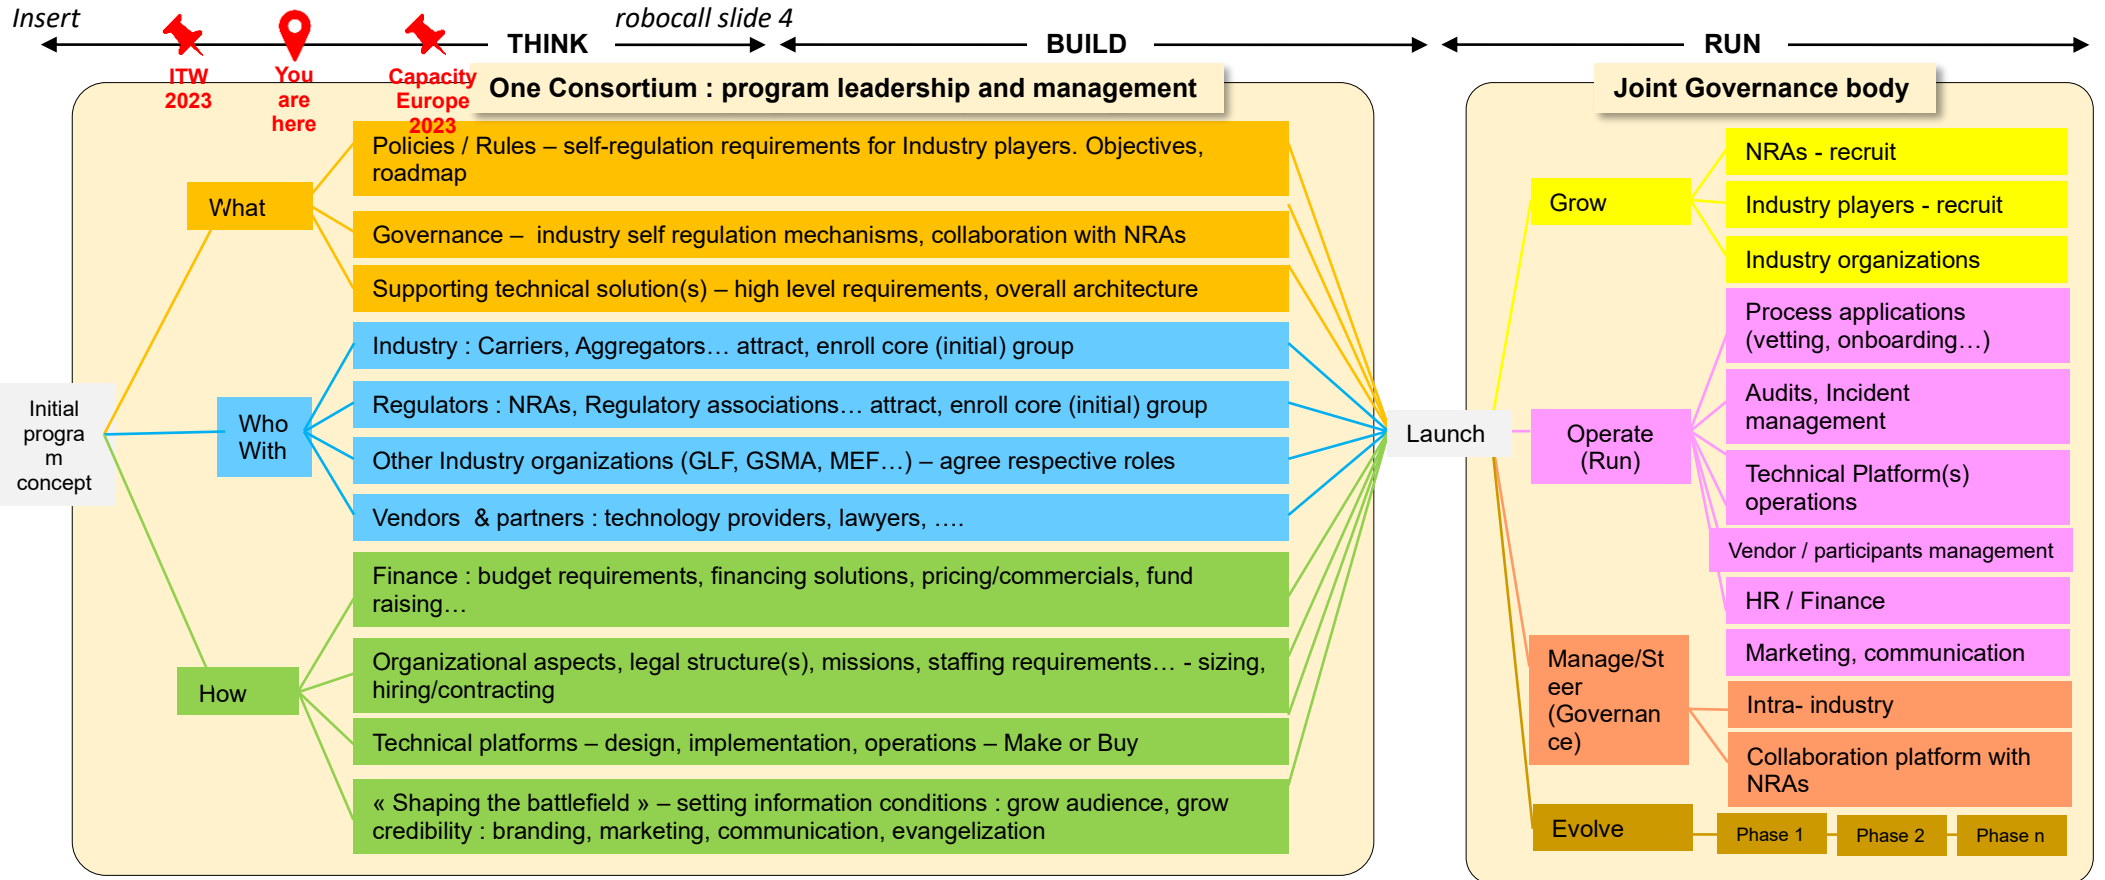 Insert
robocall slide 4
THINK
BUILD
RUN
ITW
2023
You
are
here
Capacity
Europe
2023
One Consortium : program leadership and management
Joint Governance body
Initial
progra
m
concept
What
Policies / Rules – self-regulation requirements for Industry players. Objectives,
roadmap
Governance –  industry self regulation mechanisms, collaboration with NRAs
Supporting technical solution(s) – high level requirements, overall architecture
Who
With
Industry : Carriers, Aggregators… attract, enroll core (initial) group
Regulators : NRAs, Regulatory associations… attract, enroll core (initial) group
Other Industry organizations (GLF, GSMA, MEF…) – agree respective roles
Vendors  & partners : technology providers, lawyers, ….
How
Finance : budget requirements, financing solutions, pricing/commercials, fund
raising…
Organizational aspects, legal structure(s), missions, staffing requirements… - sizing,
hiring/contracting
Technical platforms – design, implementation, operations – Make or Buy
« Shaping the battlefield » – setting information conditions : grow audience, grow
credibility : branding, marketing, communication, evangelization
Launch
Grow
NRAs - recruit
Industry players - recruit
Industry organizations
Operate
(Run)
Process applications
(vetting, onboarding…)
Audits, Incident
management
Technical Platform(s)
operations
Vendor / participants management
HR / Finance
Marketing, communication
Manage/St
eer
(Governan
ce)
Intra- industry
Collaboration platform with
NRAs
Evolve
Phase 1
Phase 2
Phase n